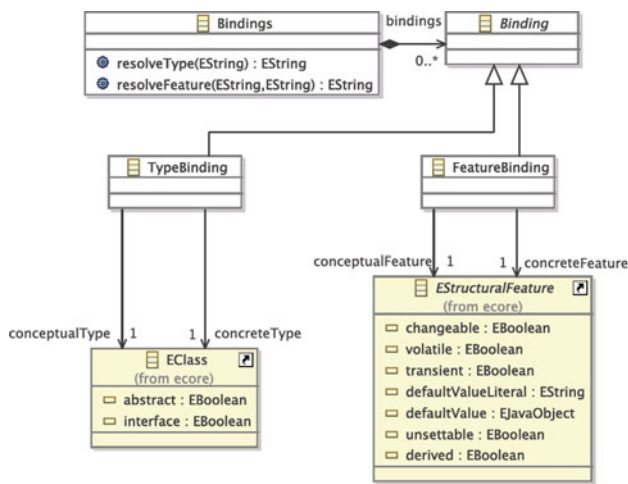 Bindings
resolveType(EString) : EString
resolveFeature(EString,EString) : EString
bindings
0..*
Binding
TypeBinding
FeatureBinding
conceptualFeature
1
1
concreteFeature
conceptualType
1
1
concreteType
EClass
(from ecore)
abstract : EBoolean
interface : EBoolean
EStructuralFeature
(from ecore)
changeable : EBoolean
volatile : EBoolean
transient : EBoolean
defaultValueLiteral : EString
defaultValue : EJavaObject
unsettable : EBoolean
derived : EBoolean